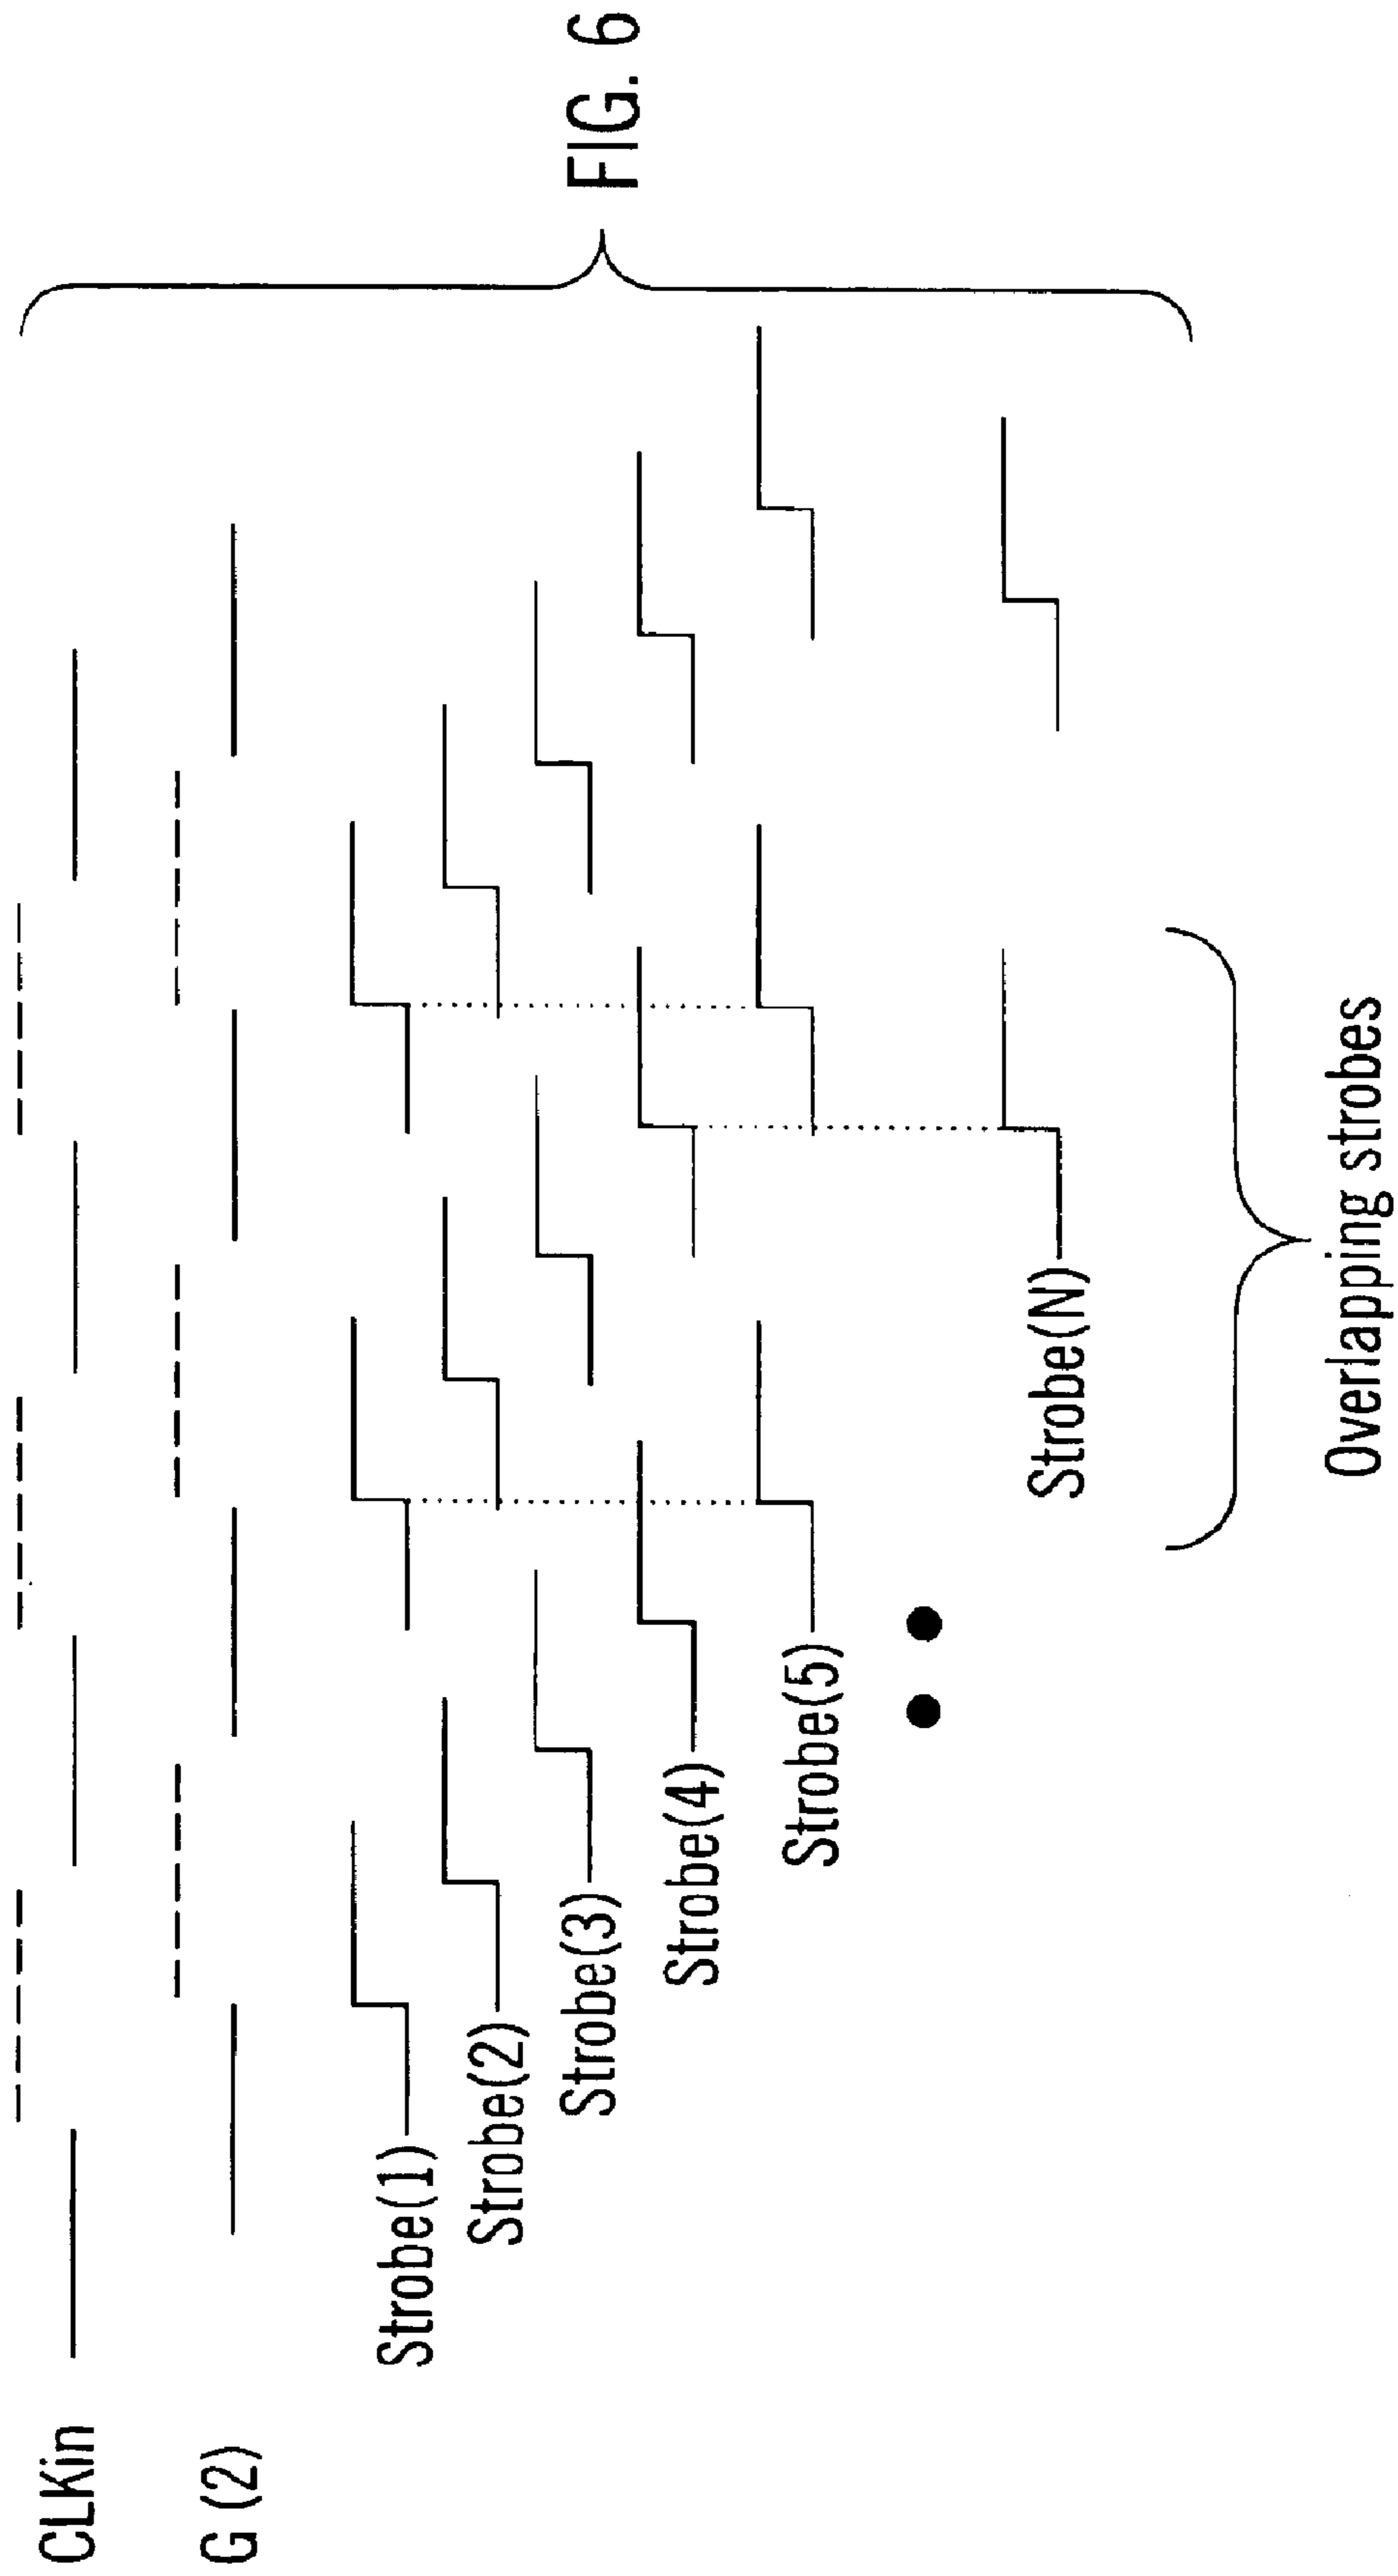 CLKin
G (2)
Strobe(1)
Strobe(2)
Strobe(3)
Strobe(4)
Strobe(5)
Strobe(N)
Overlapping strobes
FIG. 6